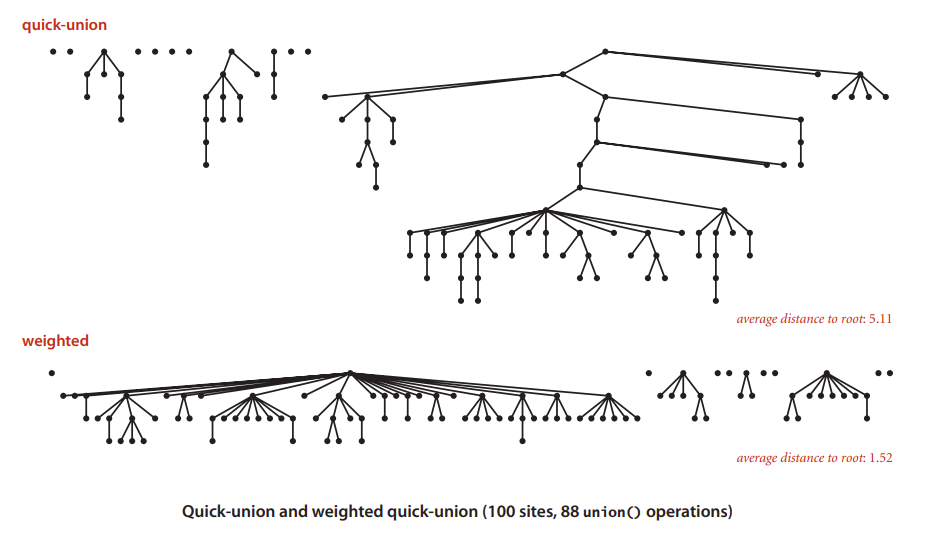 quick-union
average distance to root: 5.11
weighted
average distance to root: 1.52
Quick-union and weighted quick-union (100 sites, 88 union() operations)